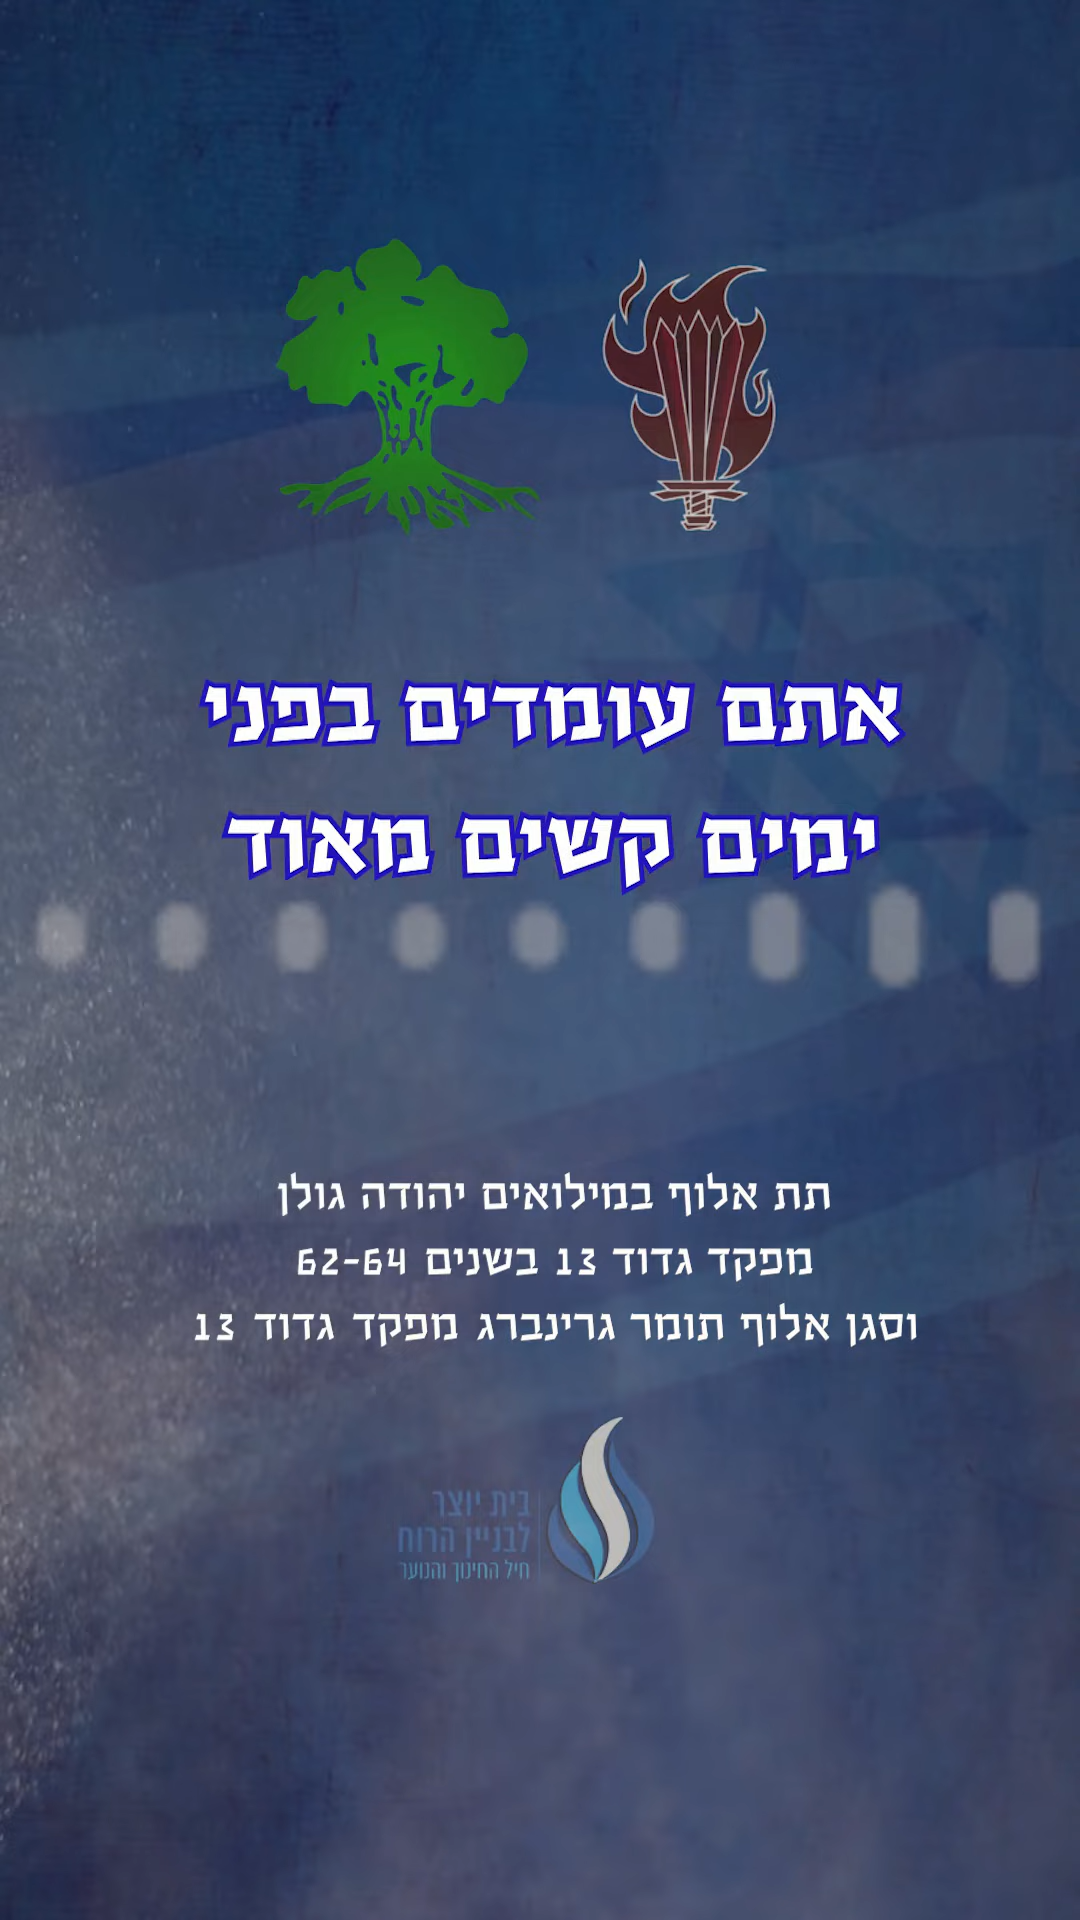 אתם עומדים בפני
ימים קשים מאוד
תת אלוף במילואים יהודה גולן
מפקד גדוד 13 בשנים 62-64
וסגן אלוף תומר גרינברג מפקד גדוד 13
בית יוצר
לבניין הרוח
חיל החינוך והנוער